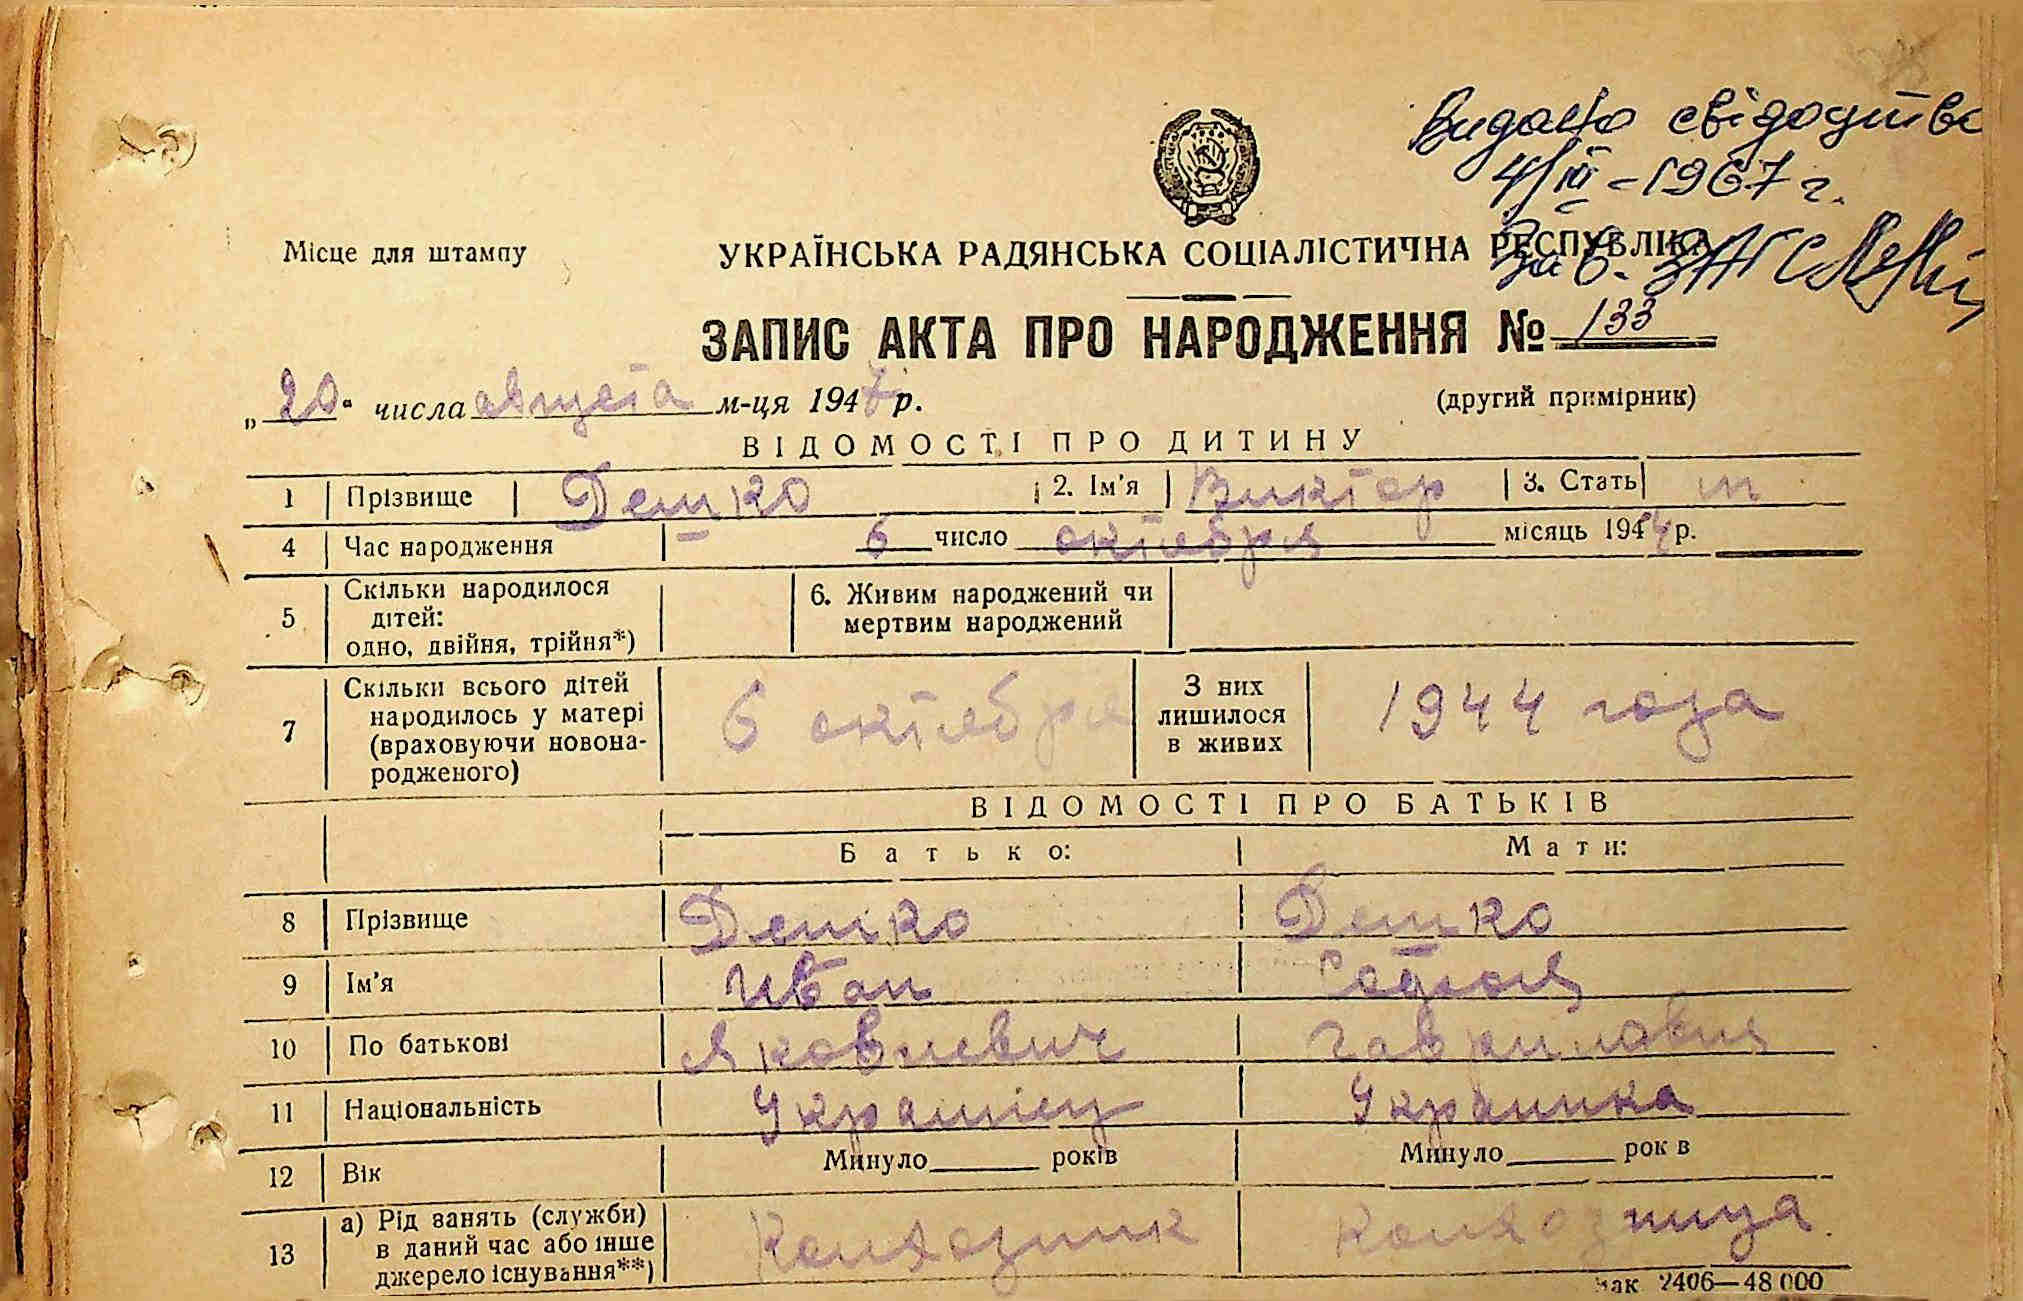 Видано свідоцтво
4/III-1967 г.
Місце для штампу
УКРАЇНСЬКА РАДЯНСЬКА СОЦІАЛІСТИЧНА РЕСПУБЛІКА
Зав. ЗАГС
ЗАПИС АКТА ПРО НАРОДЖЕННЯ № 133
„20“ числа августа м-ця 1947 р.
(другий примірник)
ВІДОМОСТІ ПРО ДИТИНУ
1 Прізвище Дешко 2. Ім'я Виктор 3. Стать м
4 Час народження 6 число октября місяць 1944 р.
5 Скільки народилося дітей: одно, двійня, трійня*) 6. Живим народжений чи мертвим народжений
7 Скільки всього дітей народилось у матері (враховуючи новонародженого) 6 октября З них лишилося в живих 1944 года
ВІДОМОСТІ ПРО БАТЬКІВ
Батько: Мати:
8 Прізвище Дешко Дешко
9 Ім'я Иван София
10 По батькові Яковлевич Гавриловна
11 Національність Украинец Украинка
12 Вік Минуло років Минуло рок в
13 а) Рід занять (служби) в даний час або інше джерело існування**) Колхозник Колхозница
Зак 2406—48 000